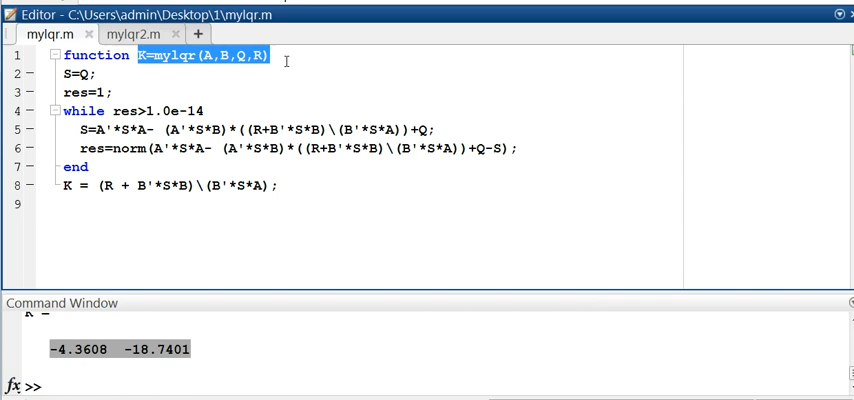 Editor - C:\Users\admin\Desktop\1\mylqr.m
mylqr.m × mylqr2.m × +
1 function K=mylqr(A,B,Q,R)
2 - S=Q;
3 - res=1;
4 - while res>1.0e-14
5 - S=A'*S*A- (A'*S*B)*((R+B'*S*B)\(B'*S*A))+Q;
6 - res=norm(A'*S*A- (A'*S*B)*((R+B'*S*B)\(B'*S*A))+Q-S);
7 - end
8 - K = (R + B'*S*B)\(B'*S*A);
9
Command Window
-4.3608 -18.7401
fx >>